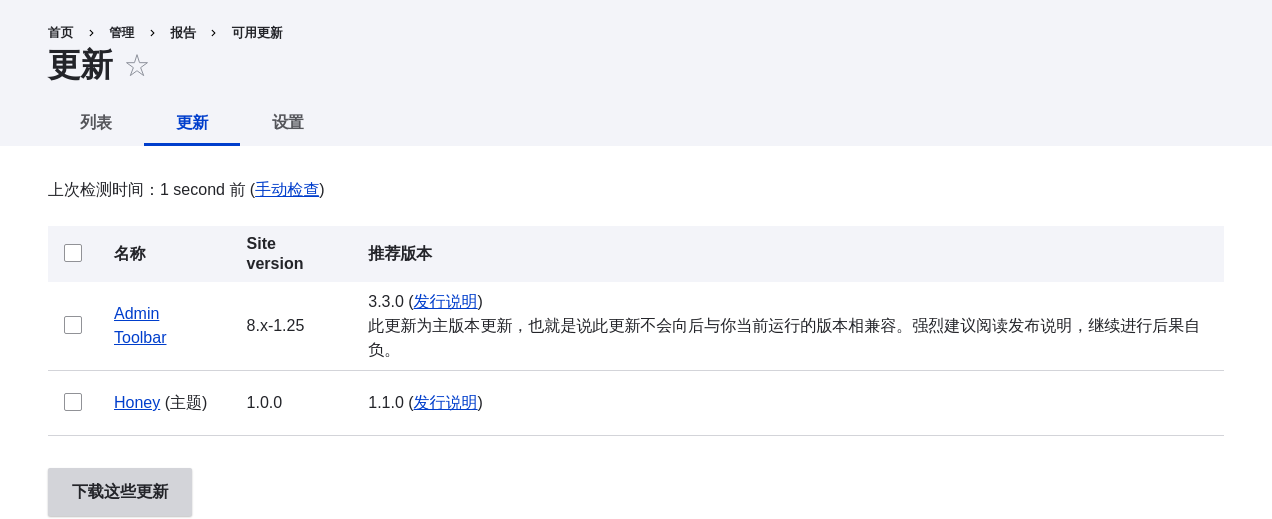 首页 › 管理 › 报告 › 可用更新
更新 ☆
列表 更新 设置
上次检测时间：1 second 前 (手动检查)
名称 Site version 推荐版本
Admin Toolbar 8.x-1.25 3.3.0 (发行说明)
此更新为主版本更新，也就是说此更新不会向后与你当前运行的版本相兼容。强烈建议阅读发布说明，继续进行后果自
负。
Honey (主题) 1.0.0 1.1.0 (发行说明)
下载这些更新